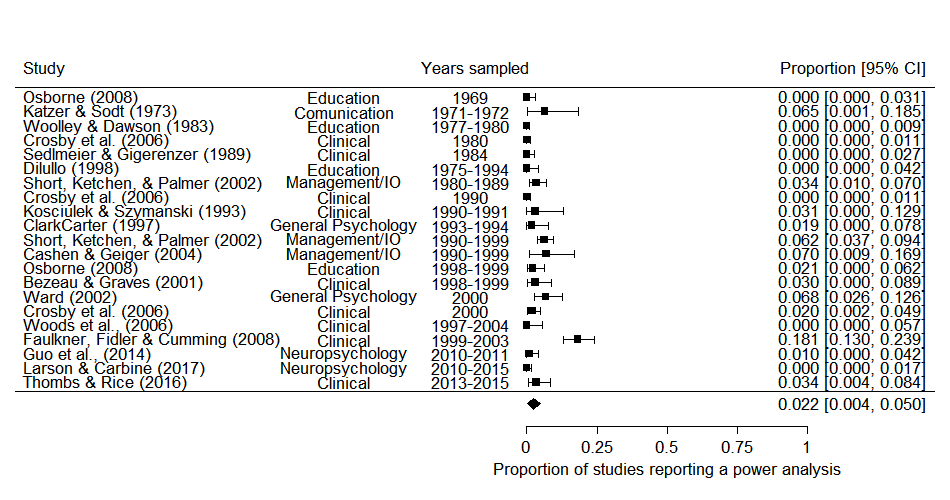 Study Years sampled Proportion [95% CI]
Osborne (2008) Education 1969 0.000 [0.000, 0.031]
Katzer & Sodt (1973) Comunication 1971-1972 0.065 [0.001, 0.185]
Woolley & Dawson (1983) Education 1977-1980 0.000 [0.000, 0.009]
Crosby et al. (2006) Clinical 1980 0.000 [0.000, 0.011]
Sedlmeier & Gigerenzer (1989) Clinical 1984 0.000 [0.000, 0.027]
Dilullo (1998) Education 1975-1994 0.000 [0.000, 0.042]
Short, Ketchen, & Palmer (2002) Management/IO 1980-1989 0.034 [0.010, 0.070]
Crosby et al. (2006) Clinical 1990 0.000 [0.000, 0.011]
Kosciulek & Szymanski (1993) Clinical 1990-1991 0.031 [0.000, 0.129]
ClarkCarter (1997) General Psychology 1993-1994 0.019 [0.000, 0.078]
Short, Ketchen, & Palmer (2002) Management/IO 1990-1999 0.062 [0.037, 0.094]
Cashen & Geiger (2004) Management/IO 1990-1999 0.070 [0.009, 0.169]
Osborne (2008) Education 1998-1999 0.021 [0.000, 0.062]
Bezeau & Graves (2001) Clinical 1998-1999 0.030 [0.000, 0.089]
Ward (2002) General Psychology 2000 0.068 [0.026, 0.126]
Crosby et al. (2006) Clinical 2000 0.020 [0.002, 0.049]
Woods et al., (2006) Clinical 1997-2004 0.000 [0.000, 0.057]
Faulkner, Fidler & Cumming (2008) Clinical 1999-2003 0.181 [0.130, 0.239]
Guo et al., (2014) Neuropsychology 2010-2011 0.010 [0.000, 0.042]
Larson & Carbine (2017) Neuropsychology 2010-2015 0.000 [0.000, 0.017]
Thombs & Rice (2016) Clinical 2013-2015 0.034 [0.004, 0.084]
0.022 [0.004, 0.050]
0 0.25 0.5 0.75 1
Proportion of studies reporting a power analysis